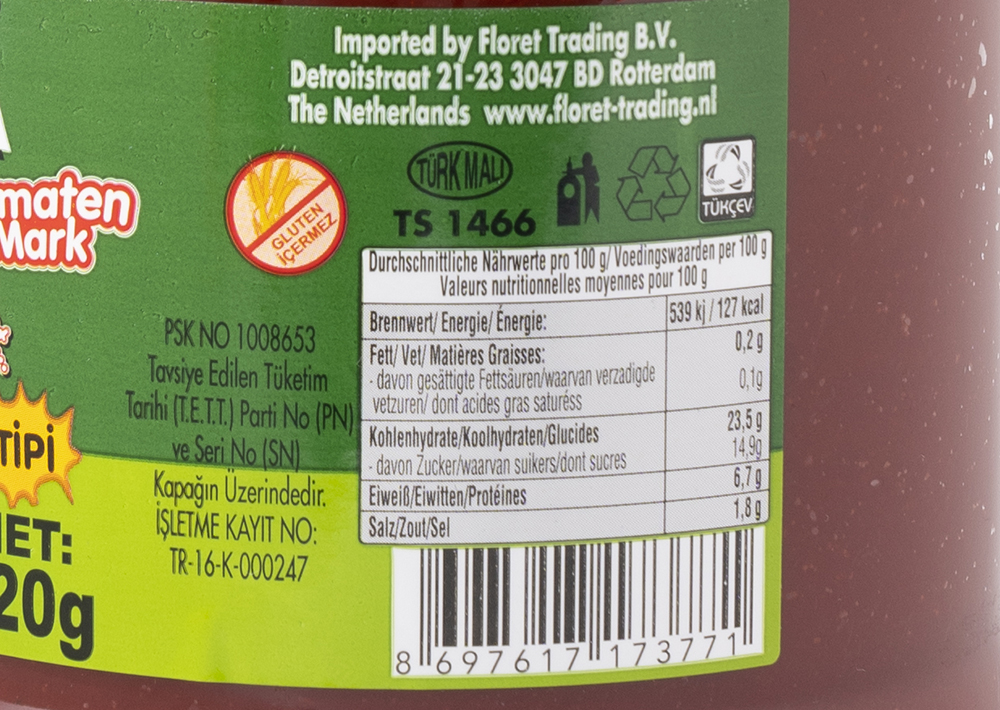 Imported by Floret Trading B.V.
Detroitstraat 21-23 3047 BD Rotterdam
The Netherlands www.floret-trading.nl
maten
Mark
GLUTEN
İÇERMEZ
TÜRK MALI
TS 1466
TÜKÇEV
Durchschnittliche Nährwerte pro 100 g/ Voedingswaarden per 100 g
Valeurs nutritionnelles moyennes pour 100 g
Brennwert/ Energie/ Énergie: 539 kj / 127 kcal
Fett/ Vet/ Matières Graisses: 0,2 g
- davon gesättigte Fettsäuren/waarvan verzadigde 0,1g
vetzuren/ dont acides gras saturéss
Kohlenhydrate/Koolhydraten/Glucides 23,5 g
- davon Zucker/waarvan suikers/dont sucres 14,9g
Eiweiß/Eiwitten/Protéines 6,7 g
Salz/Zout/Sel 1,8 g
PSK NO 1008653
Tavsiye Edilen Tüketim
Tarihi (T.E.T.T.) Parti No (PN)
ve Seri No (SN)
Kapağın Üzerindedir.
İŞLETME KAYIT NO:
TR-16-K-000247
TİPİ
ET:
20g
8 697617 173771